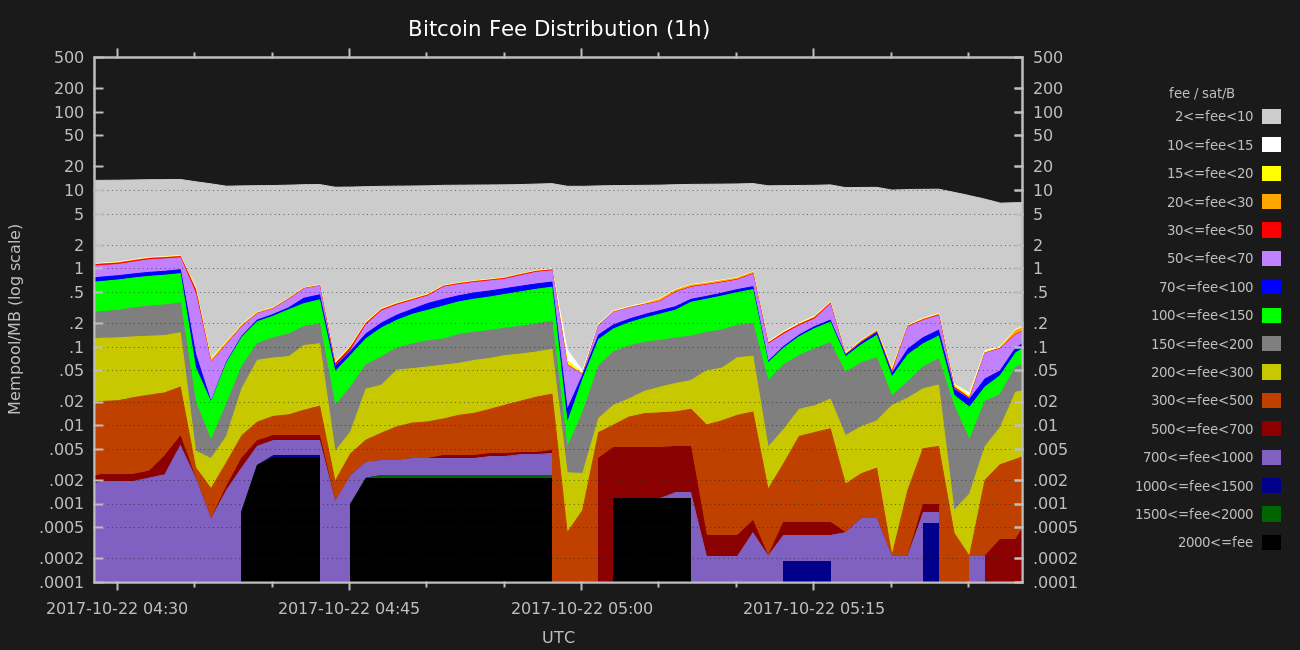 Bitcoin Fee Distribution (1h)
500
200
100
50
20
10
5
2
1
.5
.2
.1
.05
.02
.01
.005
.002
.001
.0005
.0002
.0001
Mempool/MB (log scale)
500
200
100
50
20
10
5
2
1
.5
.2
.1
.05
.02
.01
.005
.002
.001
.0005
.0002
.0001
2017-10-22 04:30
2017-10-22 04:45
2017-10-22 05:00
2017-10-22 05:15
UTC
fee / sat/B
2<=fee<10
10<=fee<15
15<=fee<20
20<=fee<30
30<=fee<50
50<=fee<70
70<=fee<100
100<=fee<150
150<=fee<200
200<=fee<300
300<=fee<500
500<=fee<700
700<=fee<1000
1000<=fee<1500
1500<=fee<2000
2000<=fee